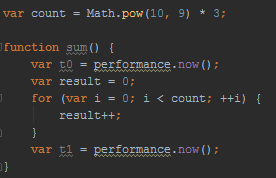 var count = Math.pow(10, 9) * 3;
function sum() {
var t0 = performance.now();
var result = 0;
for (var i = 0; i < count; ++i) {
result++;
}
var t1 = performance.now();
}